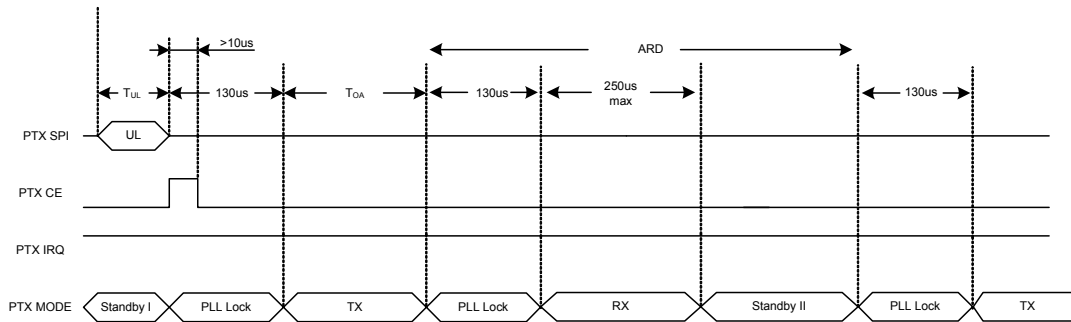 >10us
ARD
TUL
130us
TOA
130us
250us
max
130us
PTX SPI
UL
PTX CE
PTX IRQ
PTX MODE
Standby I
PLL Lock
TX
PLL Lock
RX
Standby II
PLL Lock
TX